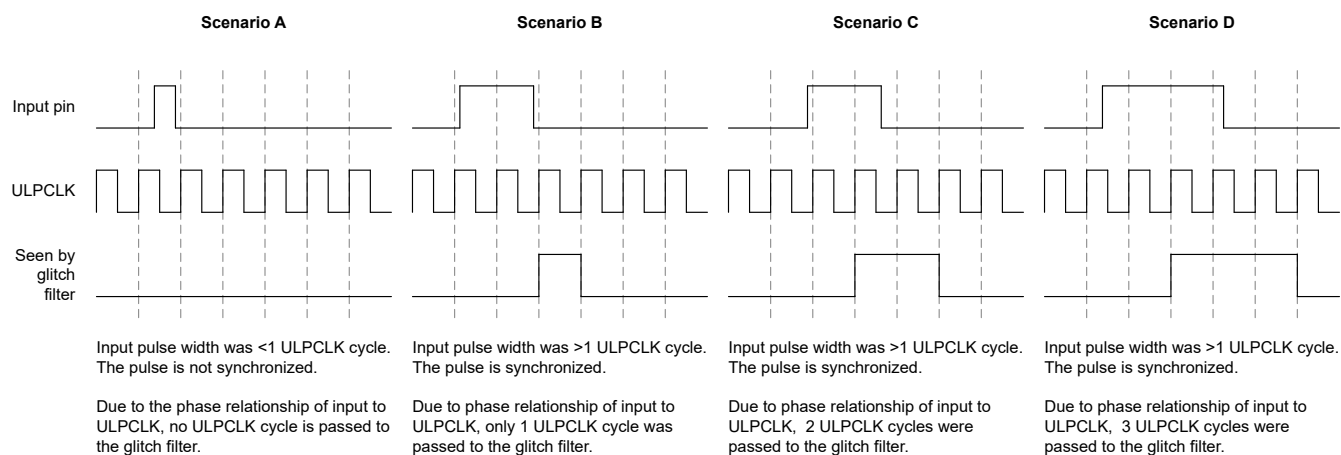 Scenario A
Scenario B
Scenario C
Scenario D
Input pin
ULPCLK
Seen by
glitch
filter
Input pulse width was <1 ULPCLK cycle.
The pulse is not synchronized.
Due to the phase relationship of input to
ULPCLK, no ULPCLK cycle is passed to
the glitch filter.
Input pulse width was >1 ULPCLK cycle.
The pulse is synchronized.
Due to phase relationship of input to
ULPCLK, only 1 ULPCLK cycle was
passed to the glitch filter.
Input pulse width was >1 ULPCLK cycle.
The pulse is synchronized.
Due to phase relationship of input to
ULPCLK, 2 ULPCLK cycles were
passed to the glitch filter.
Input pulse width was >1 ULPCLK cycle.
The pulse is synchronized.
Due to phase relationship of input to
ULPCLK, 3 ULPCLK cycles were
passed to the glitch filter.